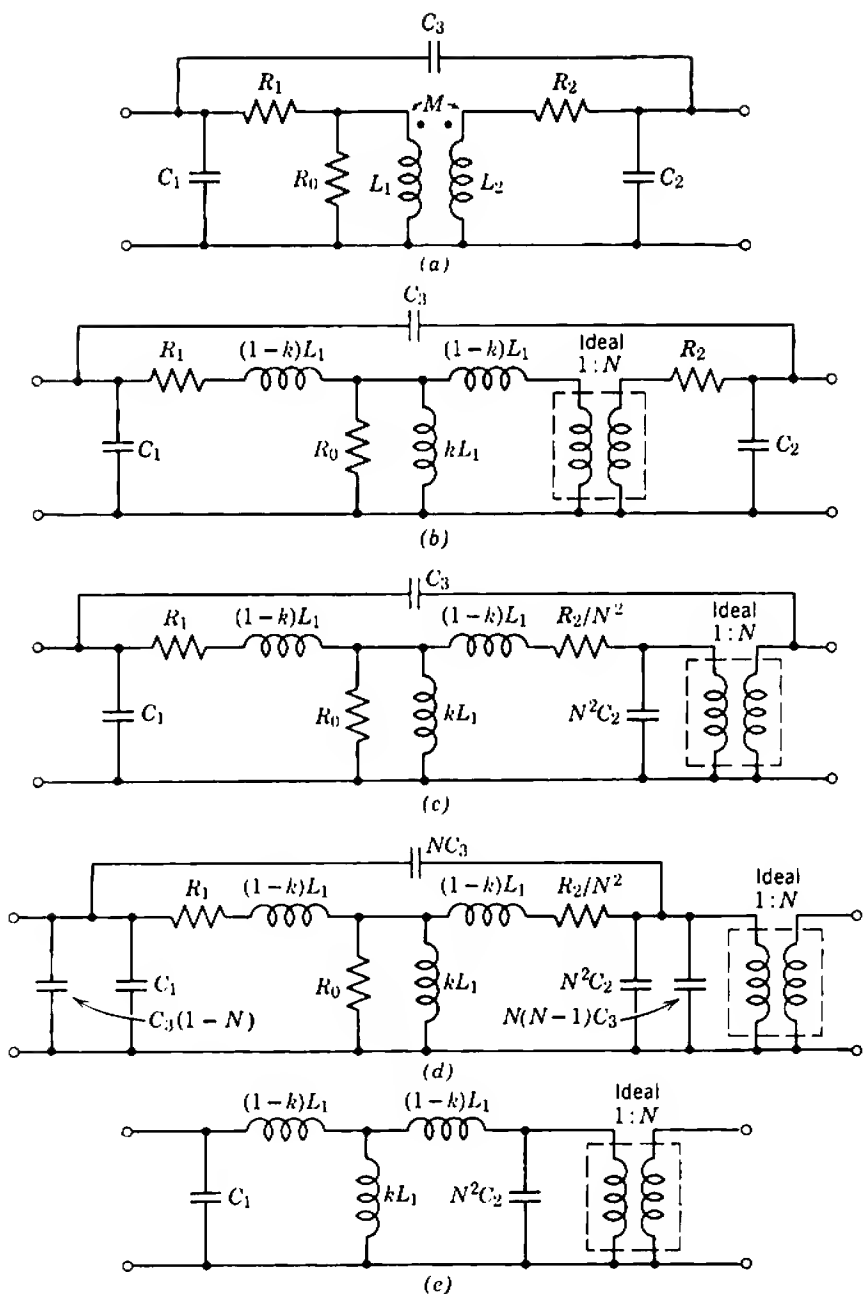 C₃
R₁ M R₂
C₁ R₀ L₁ L₂ C₂
(a)
C₃
R₁ (1−k)L₁ (1−k)L₁ Ideal 1:N R₂
C₁ R₀ kL₁ C₂
(b)
C₃
R₁ (1−k)L₁ (1−k)L₁ R₂/N² Ideal 1:N
C₁ R₀ kL₁ N²C₂
(c)
NC₃
R₁ (1−k)L₁ (1−k)L₁ R₂/N² Ideal 1:N
C₁ R₀ kL₁ N²C₂
C₃(1−N) N(N−1)C₃
(d)
(1−k)L₁ (1−k)L₁ Ideal 1:N
C₁ kL₁ N²C₂
(e)